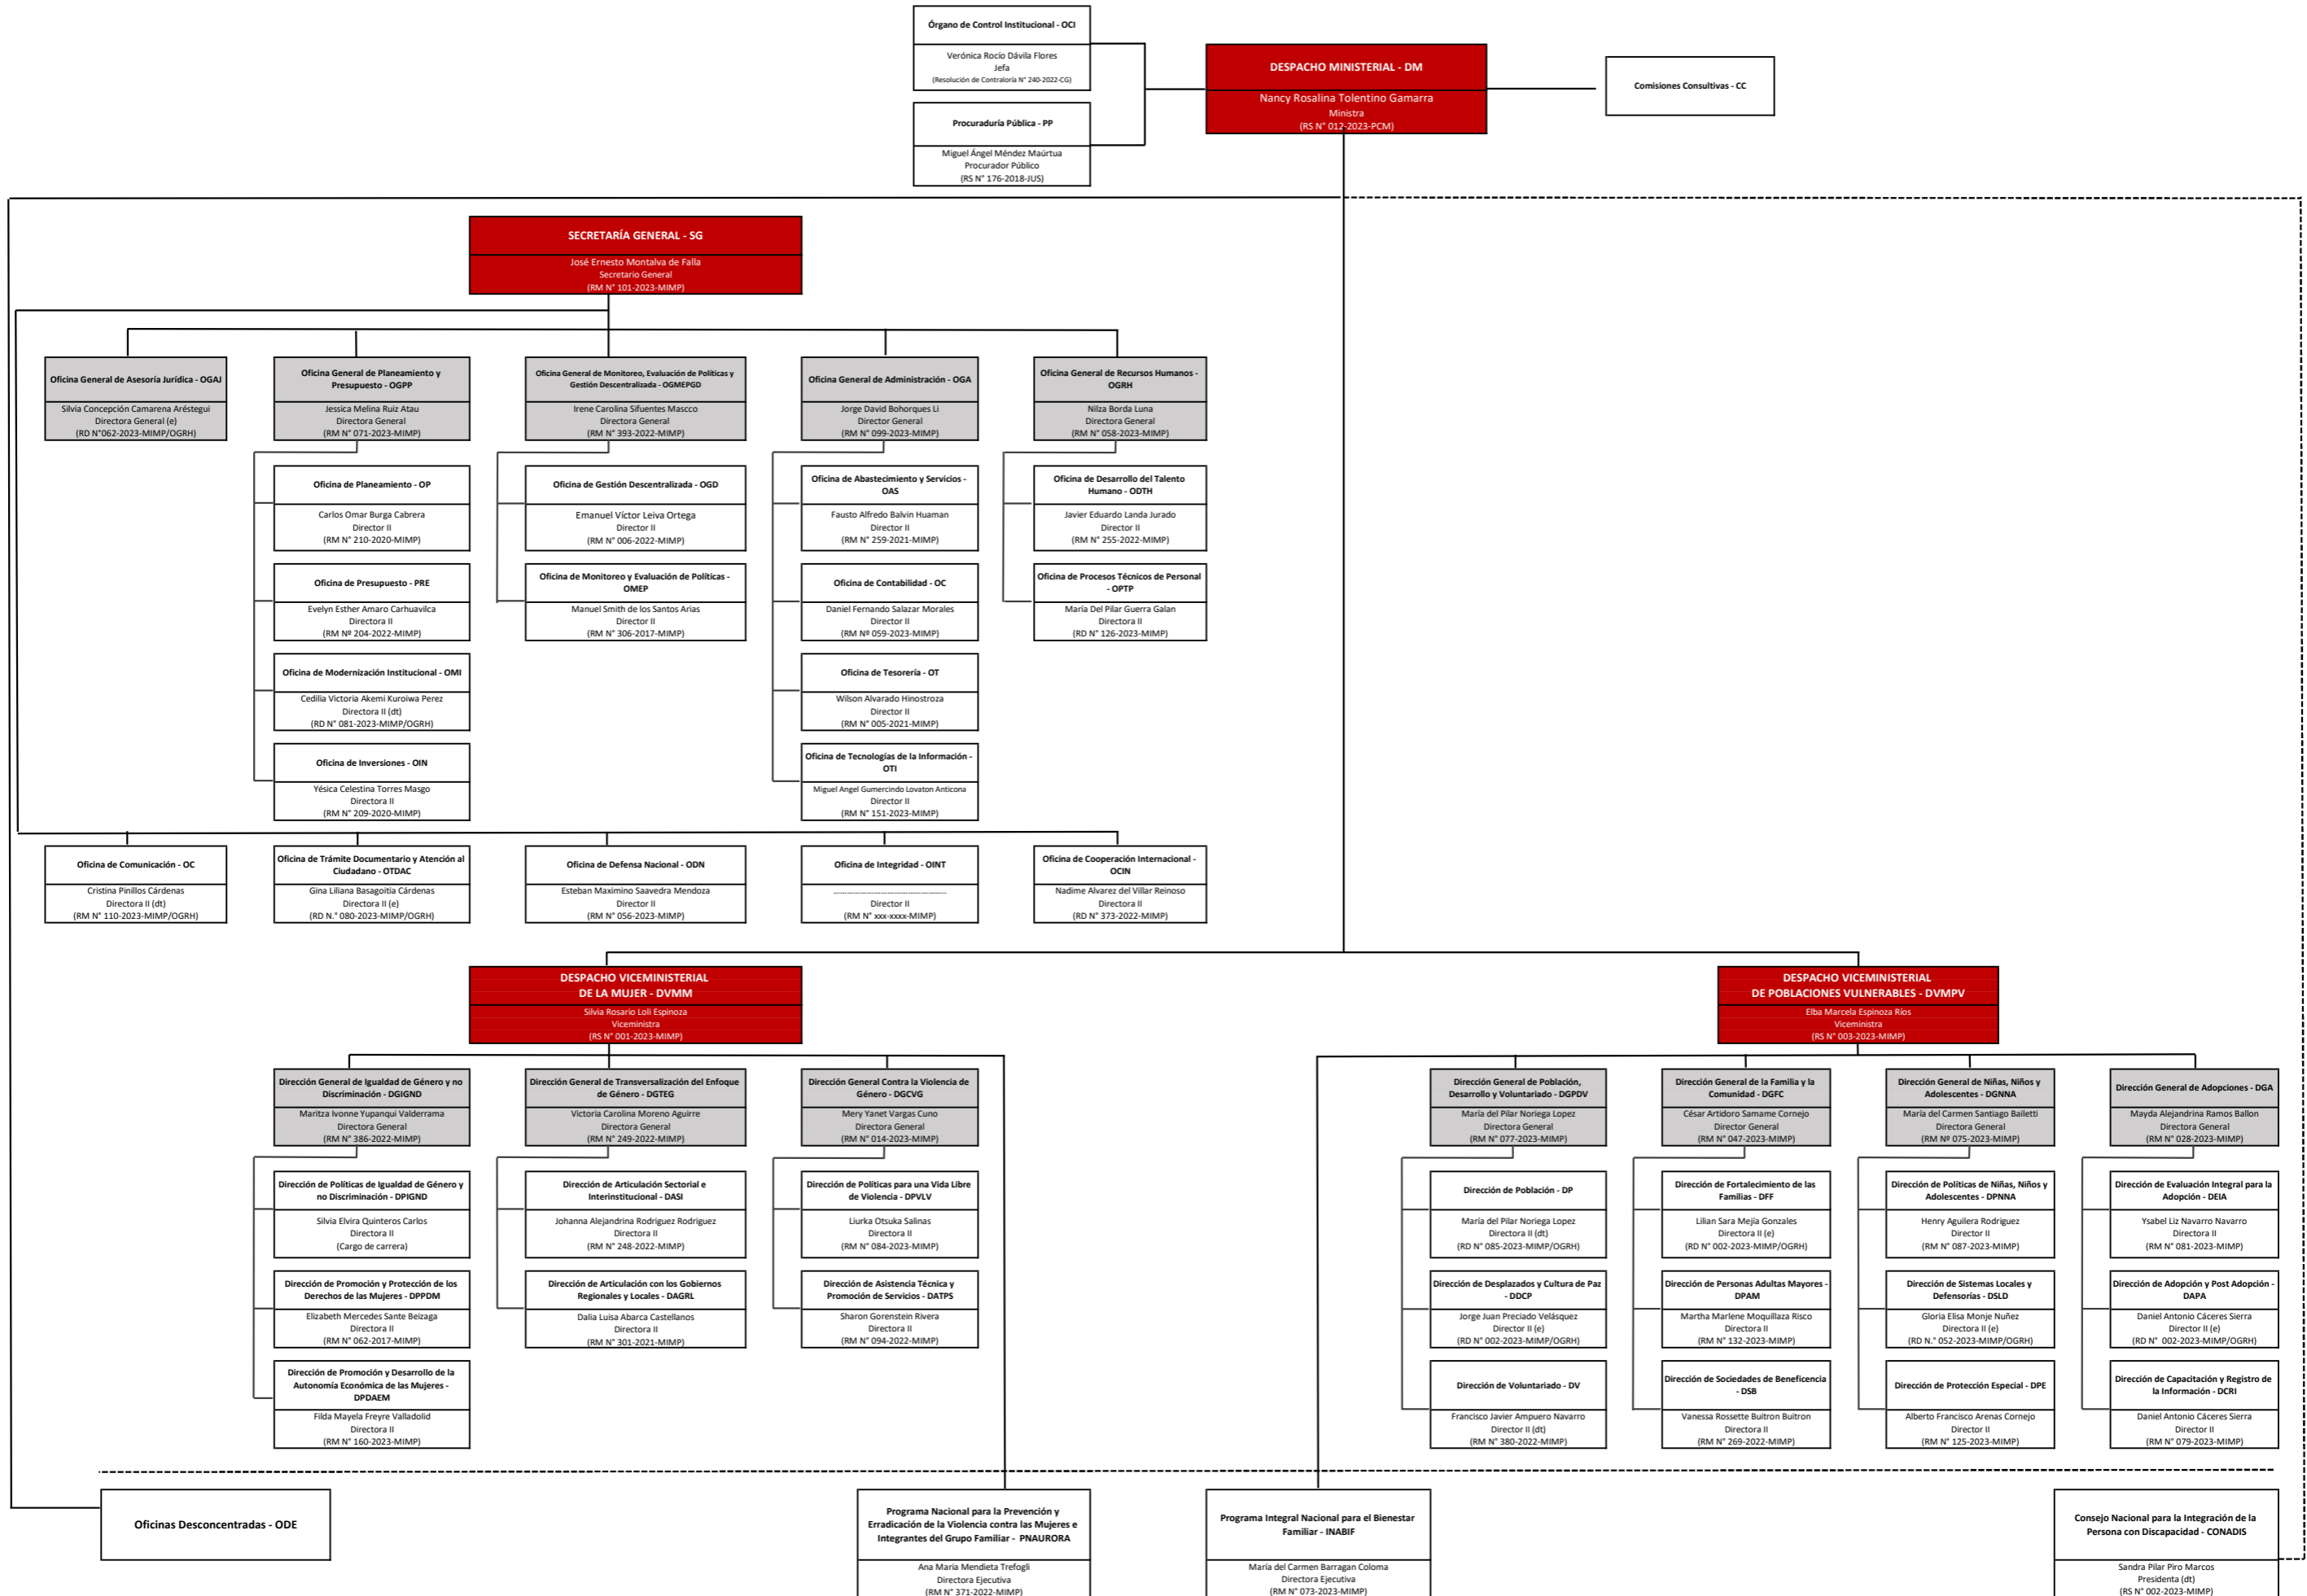 Órgano de Control Institucional - OCI
Verónica Rocío Dávila Flores
Jefa
(Resolución de Contraloría N° 240-2022-CG)
DESPACHO MINISTERIAL - DM
Nancy Rosalina Tolentino Gamarra
Ministra
(RS N° 012-2023-PCM)
Comisiones Consultivas - CC
Procuraduría Pública - PP
Miguel Ángel Méndez Maúrtua
Procurador Público
(RS N° 176-2018-JUS)
SECRETARÍA GENERAL - SG
José Ernesto Montalva de Falla
Secretario General
(RM N° 101-2023-MIMP)
Oficina General de Asesoría Jurídica - OGAJ
Silvia Concepción Camarena Aréstegui
Directora General (e)
(RD N°062-2023-MIMP/OGRH)
Oficina General de Planeamiento y
Presupuesto - OGPP
Jessica Melina Ruiz Atau
Directora General
(RM N° 071-2023-MIMP)
Oficina General de Monitoreo, Evaluación de Políticas y
Gestión Descentralizada - OGMEPGD
Irene Carolina Sifuentes Mascco
Directora General
(RM N° 393-2022-MIMP)
Oficina General de Administración - OGA
Jorge David Bohorques Li
Director General
(RM N° 099-2023-MIMP)
Oficina General de Recursos Humanos -
OGRH
Nilza Borda Luna
Directora General
(RM N° 058-2023-MIMP)
Oficina de Planeamiento - OP
Carlos Omar Burga Cabrera
Director II
(RM N° 210-2020-MIMP)
Oficina de Gestión Descentralizada - OGD
Emanuel Víctor Leiva Ortega
Director II
(RM N° 006-2022-MIMP)
Oficina de Abastecimiento y Servicios -
OAS
Fausto Alfredo Balvin Huaman
Director II
(RM N° 259-2021-MIMP)
Oficina de Desarrollo del Talento
Humano - ODTH
Javier Eduardo Landa Jurado
Director II
(RM N° 255-2022-MIMP)
Oficina de Presupuesto - PRE
Evelyn Esther Amaro Carhuavilca
Directora II
(RM Nº 204-2022-MIMP)
Oficina de Monitoreo y Evaluación de Políticas -
OMEP
Manuel Smith de los Santos Arias
Director II
(RM N° 306-2017-MIMP)
Oficina de Contabilidad - OC
Daniel Fernando Salazar Morales
Director II
(RM Nº 059-2023-MIMP)
Oficina de Procesos Técnicos de Personal
- OPTP
María Del Pilar Guerra Galan
Directora II
(RD N° 126-2023-MIMP)
Oficina de Modernización Institucional - OMI
Cedilia Victoria Akemi Kuroiwa Perez
Directora II (dt)
(RD N° 081-2023-MIMP/OGRH)
Oficina de Tesorería - OT
Wilson Alvarado Hinostroza
Director II
(RM N° 005-2021-MIMP)
Oficina de Inversiones - OIN
Yésica Celestina Torres Masgo
Directora II
(RM N° 209-2020-MIMP)
Oficina de Tecnologías de la Información -
OTI
Miguel Angel Gumercindo Lovaton Anticona
Director II
(RM N° 151-2023-MIMP)
Oficina de Comunicación - OC
Cristina Pinillos Cárdenas
Directora II (dt)
(RM N° 110-2023-MIMP/OGRH)
Oficina de Trámite Documentario y Atención al
Ciudadano - OTDAC
Gina Liliana Basagoitia Cárdenas
Directora II (e)
(RD N.° 080-2023-MIMP/OGRH)
Oficina de Defensa Nacional - ODN
Esteban Maximino Saavedra Mendoza
Director II
(RM N° 056-2023-MIMP)
Oficina de Integridad - OINT
................................................
Director II
(RM N° xxx-xxxx-MIMP)
Oficina de Cooperación Internacional -
OCIN
Nadime Alvarez del Villar Reinoso
Directora II
(RD N° 373-2022-MIMP)
DESPACHO VICEMINISTERIAL
DE LA MUJER - DVMM
Silvia Rosario Loli Espinoza
Viceministra
(RS N° 001-2023-MIMP)
DESPACHO VICEMINISTERIAL
DE POBLACIONES VULNERABLES - DVMPV
Elba Marcela Espinoza Ríos
Viceministra
(RS N° 003-2023-MIMP)
Dirección General de Igualdad de Género y no
Discriminación - DGIGND
Maritza Ivonne Yupanqui Valderrama
Directora General
(RM N° 386-2022-MIMP)
Dirección General de Transversalización del Enfoque
de Género - DGTEG
Victoria Carolina Moreno Aguirre
Directora General
(RM N° 249-2022-MIMP)
Dirección General Contra la Violencia de
Género - DGCVG
Mery Yanet Vargas Cuno
Directora General
(RM N° 014-2023-MIMP)
Dirección General de Población,
Desarrollo y Voluntariado - DGPDV
María del Pilar Noriega Lopez
Directora General
(RM N° 077-2023-MIMP)
Dirección General de la Familia y la
Comunidad - DGFC
César Artidoro Samame Cornejo
Director General
(RM N° 047-2023-MIMP)
Dirección General de Niñas, Niños y
Adolescentes - DGNNA
María del Carmen Santiago Bailetti
Directora General
(RM Nº 075-2023-MIMP)
Dirección General de Adopciones - DGA
Mayda Alejandrina Ramos Ballon
Directora General
(RM N° 028-2023-MIMP)
Dirección de Políticas de Igualdad de Género y
no Discriminación - DPIGND
Silvia Elvira Quinteros Carlos
Directora II
(Cargo de carrera)
Dirección de Articulación Sectorial e
Interinstitucional - DASI
Johanna Alejandrina Rodriguez Rodriguez
Directora II
(RM N° 248-2022-MIMP)
Dirección de Políticas para una Vida Libre
de Violencia - DPVLV
Liurka Otsuka Salinas
Directora II
(RM N° 084-2023-MIMP)
Dirección de Población - DP
María del Pilar Noriega Lopez
Directora II (dt)
(RD N° 085-2023-MIMP/OGRH)
Dirección de Fortalecimiento de las
Familias - DFF
Lilian Sara Mejía Gonzales
Directora II (e)
(RD N° 002-2023-MIMP/OGRH)
Dirección de Políticas de Niñas, Niños y
Adolescentes - DPNNA
Henry Aguilera Rodriguez
Director II
(RM N° 087-2023-MIMP)
Dirección de Evaluación Integral para la
Adopción - DEIA
Ysabel Liz Navarro Navarro
Directora II
(RM N° 081-2023-MIMP)
Dirección de Promoción y Protección de los
Derechos de las Mujeres - DPPDM
Elizabeth Mercedes Sante Beizaga
Directora II
(RM N° 062-2017-MIMP)
Dirección de Articulación con los Gobiernos
Regionales y Locales - DAGRL
Dalia Luisa Abarca Castellanos
Directora II
(RM N° 301-2021-MIMP)
Dirección de Asistencia Técnica y
Promoción de Servicios - DATPS
Sharon Gorenstein Rivera
Directora II
(RM N° 094-2022-MIMP)
Dirección de Desplazados y Cultura de Paz
- DDCP
Jorge Juan Preciado Velásquez
Director II (e)
(RD N° 002-2023-MIMP/OGRH)
Dirección de Personas Adultas Mayores -
DPAM
Martha Marlene Moquillaza Risco
Directora II
(RM N° 132-2023-MIMP)
Dirección de Sistemas Locales y
Defensorías - DSLD
Gloria Elisa Monje Nuñez
Directora II (e)
(RD N.° 052-2023-MIMP/OGRH)
Dirección de Adopción y Post Adopción -
DAPA
Daniel Antonio Cáceres Sierra
Director II (e)
(RD N° 002-2023-MIMP/OGRH)
Dirección de Promoción y Desarrollo de la
Autonomía Económica de las Mujeres -
DPDAEM
Filda Mayela Freyre Valladolid
Directora II
(RM N° 160-2023-MIMP)
Dirección de Voluntariado - DV
Francisco Javier Ampuero Navarro
Director II (dt)
(RM N° 380-2022-MIMP)
Dirección de Sociedades de Beneficencia
- DSB
Vanessa Rossette Buitron Buitron
Directora II
(RM N° 269-2022-MIMP)
Dirección de Protección Especial - DPE
Alberto Francisco Arenas Cornejo
Director II
(RM N° 125-2023-MIMP)
Dirección de Capacitación y Registro de
la Información - DCRI
Daniel Antonio Cáceres Sierra
Director II
(RM N° 079-2023-MIMP)
Oficinas Desconcentradas - ODE
Programa Nacional para la Prevención y
Erradicación de la Violencia contra las Mujeres e
Integrantes del Grupo Familiar - PNAURORA
Ana Maria Mendieta Trefogli
Directora Ejecutiva
(RM N° 371-2022-MIMP)
Programa Integral Nacional para el Bienestar
Familiar - INABIF
María del Carmen Barragan Coloma
Directora Ejecutiva
(RM N° 073-2023-MIMP)
Consejo Nacional para la Integración de la
Persona con Discapacidad - CONADIS
Sandra Pilar Piro Marcos
Presidenta (dt)
(RS N° 002-2023-MIMP)